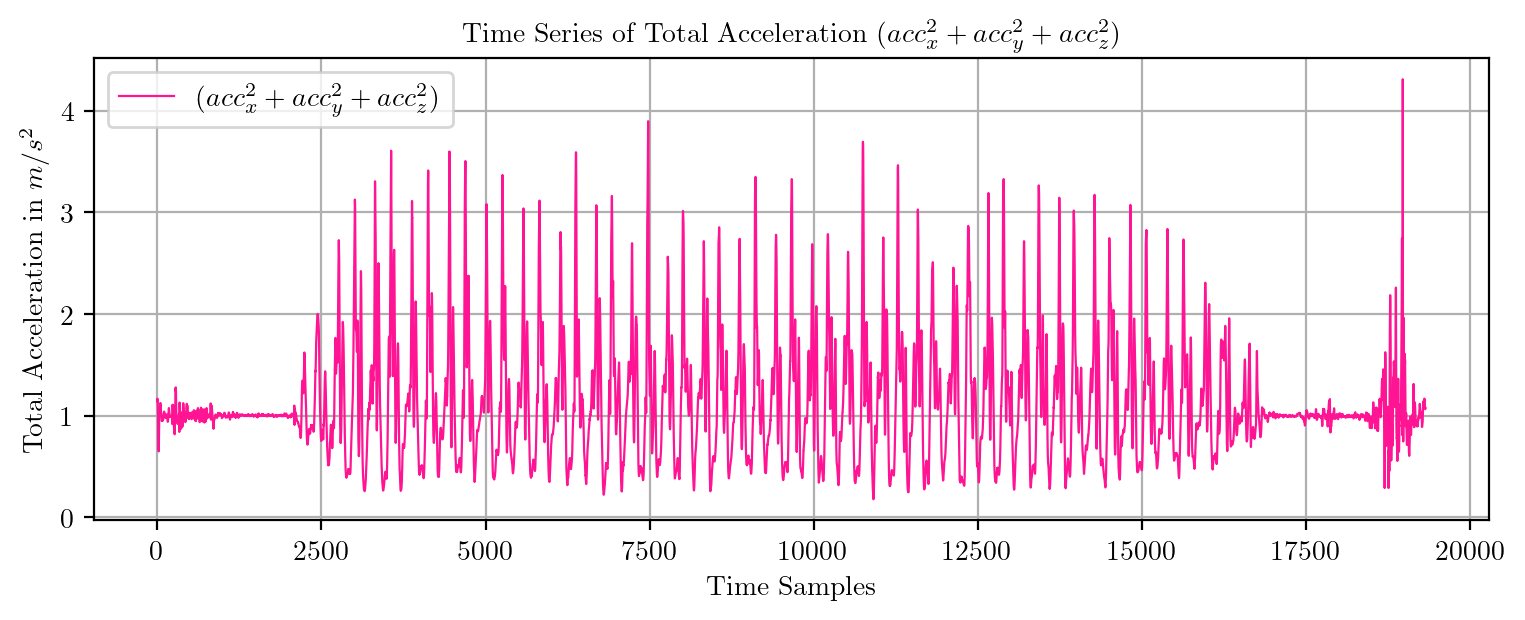 Time Series of Total Acceleration ($acc_x^2 + acc_y^2 + acc_z^2$)
($acc_x^2 + acc_y^2 + acc_z^2$)
Total Acceleration in $m/s^2$
4
3
2
1
0
0 2500 5000 7500 10000 12500 15000 17500 20000
Time Samples